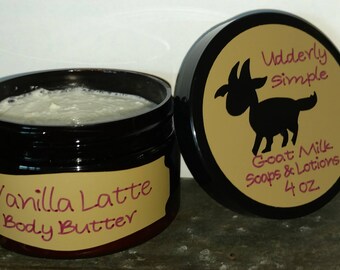 Vanilla Latte
Body Butter
Udderly
Simple
Goat Milk
Soaps & Lotions
4 oz